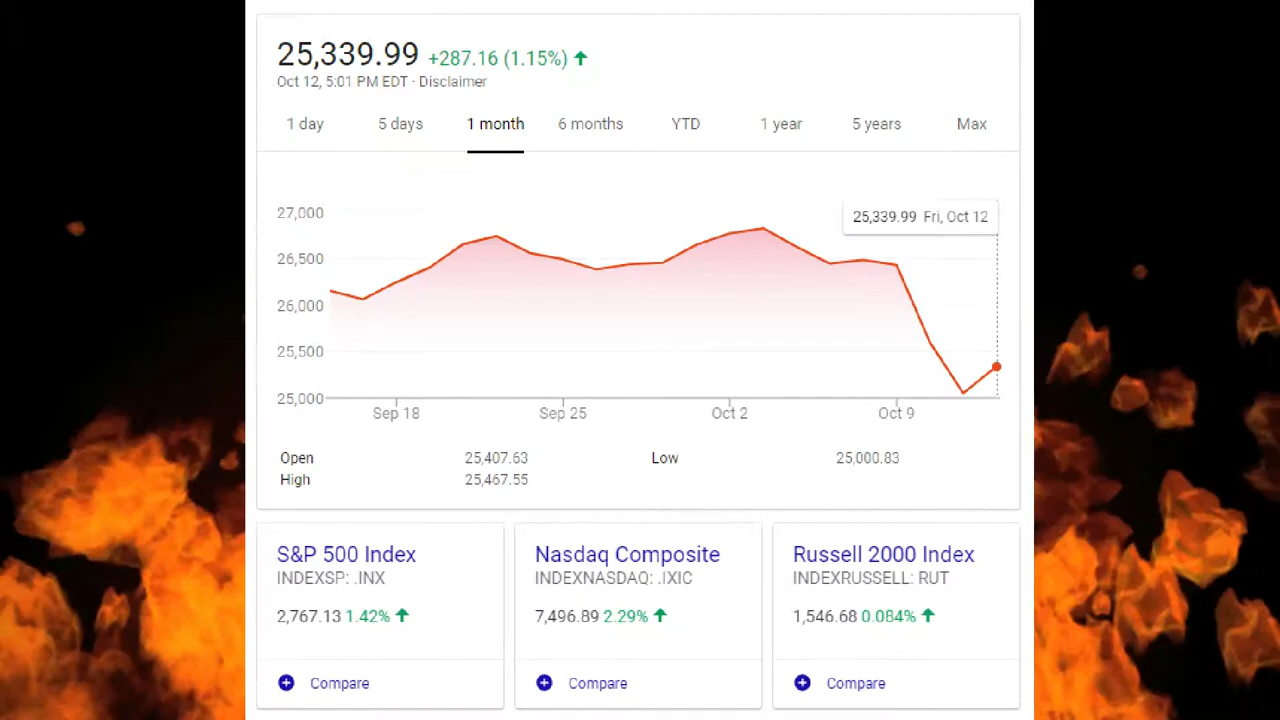 25,339.99 +287.16 (1.15%)
Oct 12, 5:01 PM EDT · Disclaimer
1 day 5 days 1 month 6 months YTD 1 year 5 years Max
25,339.99 Fri, Oct 12
27,000
26,500
26,000
25,500
25,000
Sep 18 Sep 25 Oct 2 Oct 9
Open 25,407.63 Low 25,000.83
High 25,467.55
S&P 500 Index Nasdaq Composite Russell 2000 Index
INDEXSP: .INX INDEXNASDAQ: .IXIC INDEXRUSSELL: RUT
2,767.13 1.42% 7,496.89 2.29% 1,546.68 0.084%
Compare Compare Compare